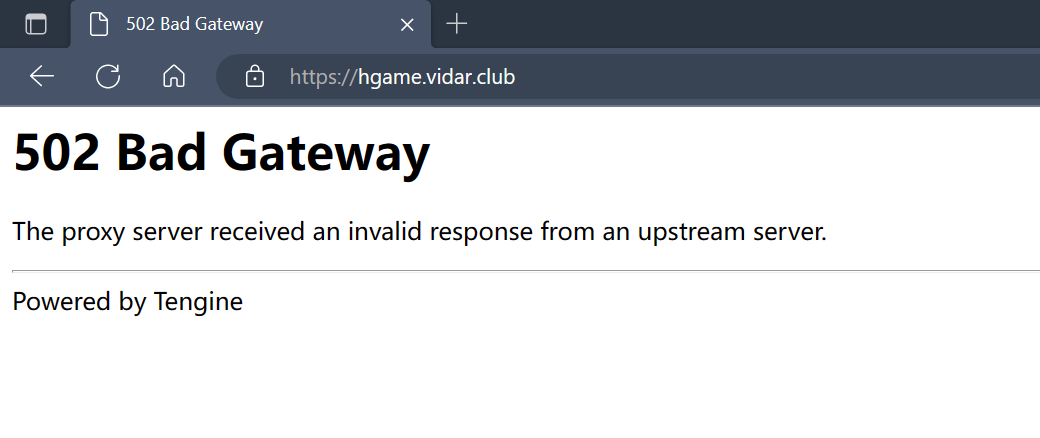 502 Bad Gateway
https://hgame.vidar.club
502 Bad Gateway
The proxy server received an invalid response from an upstream server.
Powered by Tengine